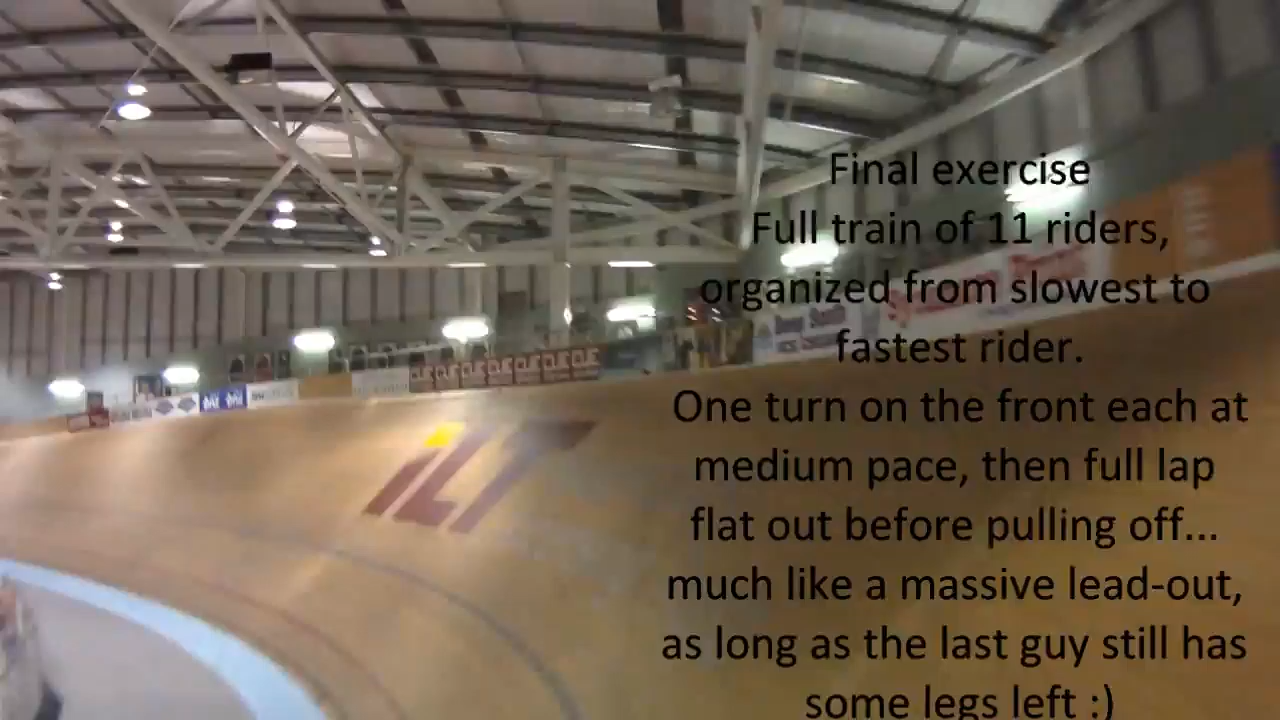 Final exercise
Full train of 11 riders,
organized from slowest to
fastest rider.
One turn on the front each at
medium pace, then full lap
flat out before pulling off...
much like a massive lead-out,
as long as the last guy still has
some legs left :)
iLT